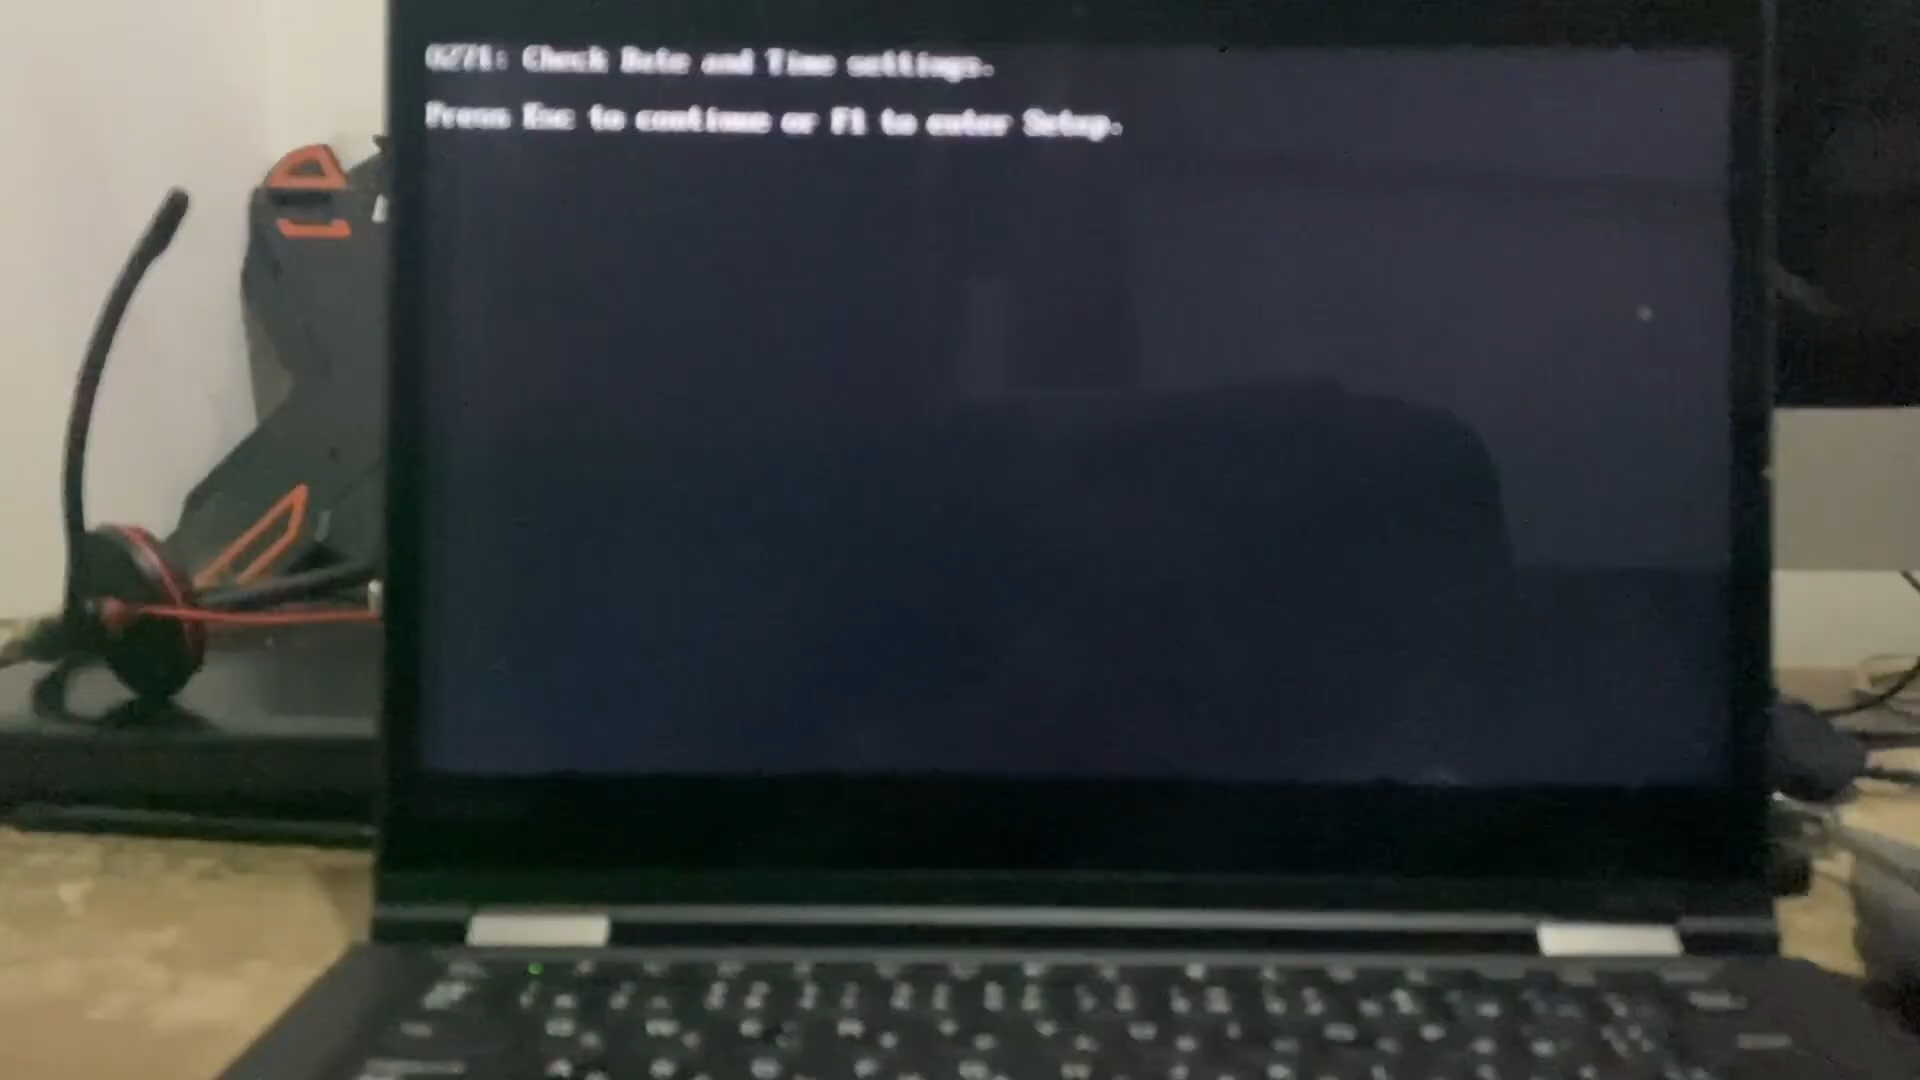 0271: Check Date and Time settings.
Press Esc to continue or F1 to enter Setup.